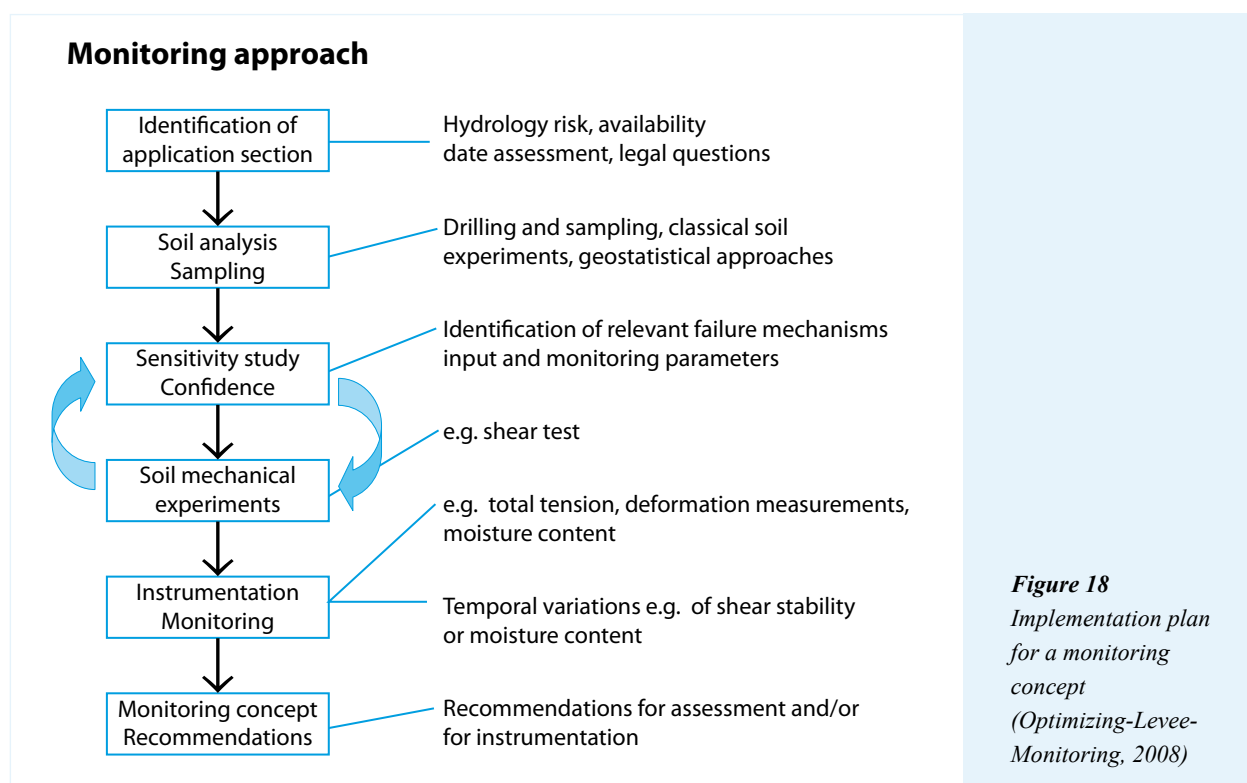 Monitoring approach
Identification of
application section
Hydrology risk, availability
date assessment, legal questions
Soil analysis
Sampling
Drilling and sampling, classical soil
experiments, geostatistical approaches
Sensitivity study
Confidence
Identification of relevant failure mechanisms
input and monitoring parameters
Soil mechanical
experiments
e.g. shear test
e.g. total tension, deformation measurements,
moisture content
Instrumentation
Monitoring
Temporal variations e.g. of shear stability
or moisture content
Monitoring concept
Recommendations
Recommendations for assessment and/or
for instrumentation
Figure 18
Implementation plan
for a monitoring
concept
(Optimizing-Levee-
Monitoring, 2008)